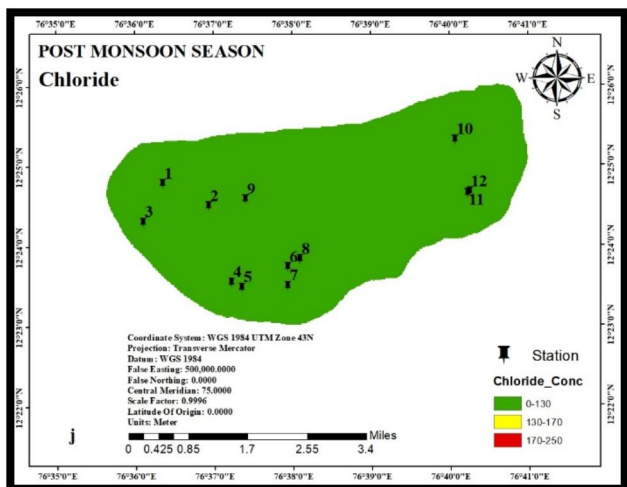 76°35'0"E 76°36'0"E 76°37'0"E 76°38'0"E 76°39'0"E 76°40'0"E 76°41'0"E
POST MONSOON SEASON
Chloride
N
W E
S
12°26'0"N 12°26'0"N
10
12°25'0"N 12°25'0"N
1
12
9
2
11
3
12°24'0"N 12°24'0"N
8
6
4
5
7
12°23'0"N 12°23'0"N
Coordinate System: WGS 1984 UTM Zone 43N
Projection: Transverse Mercator
Datum: WGS 1984
False Easting: 500,000.0000
False Northing: 0.0000
Central Meridian: 75.0000
Scale Factor: 0.9996
Latitude Of Origin: 0.0000
Units: Meter
Station
Chloride_Conc
0-130
130-170
170-250
12°22'0"N 12°22'0"N
j
Miles
0 0.425 0.85 1.7 2.55 3.4
76°35'0"E 76°36'0"E 76°37'0"E 76°38'0"E 76°39'0"E 76°40'0"E 76°41'0"E